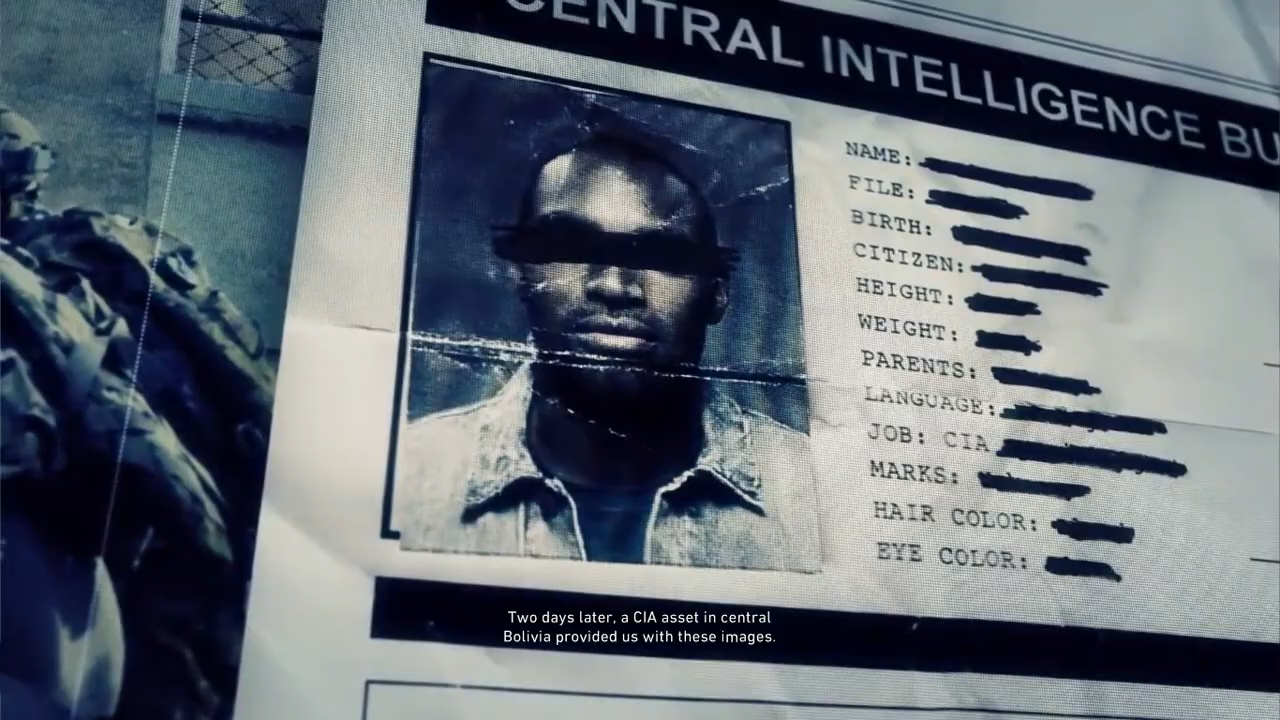 CENTRAL INTELLIGENCE BU
NAME:
FILE:
BIRTH:
CITIZEN:
HEIGHT:
WEIGHT:
PARENTS:
LANGUAGE:
JOB: CIA
MARKS:
HAIR COLOR:
EYE COLOR:
Two days later, a CIA asset in central
Bolivia provided us with these images.